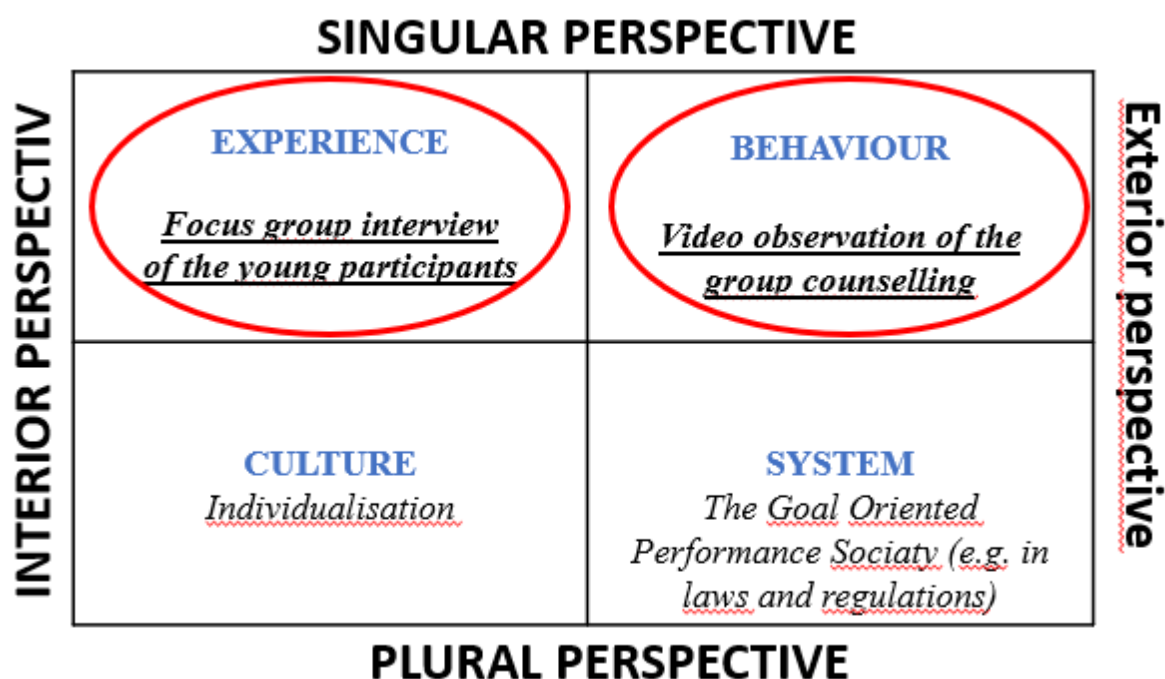 SINGULAR PERSPECTIVE
INTERIOR PERSPECTIV
EXPERIENCE
Focus group interview
of the young participants
BEHAVIOUR
Video observation of the
group counselling
Exterior perspective
CULTURE
Individualisation
SYSTEM
The Goal Oriented
Performance Sociaty (e.g. in
laws and regulations)
PLURAL PERSPECTIVE